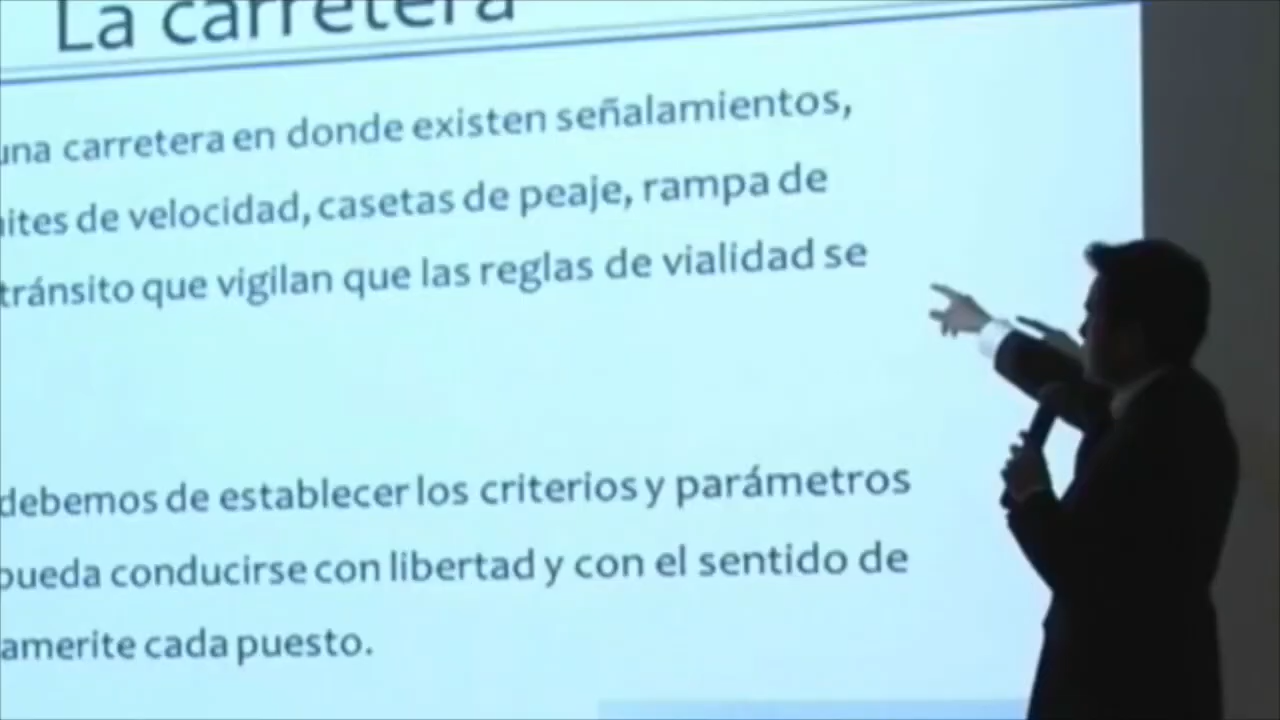 La carretera
una carretera en donde existen señalamientos,
de velocidad, casetas de peaje, rampa de
tránsito que vigilan que las reglas de vialidad se
debemos de establecer los criterios y parámetros
pueda conducirse con libertad y con el sentido de
amerite cada puesto.